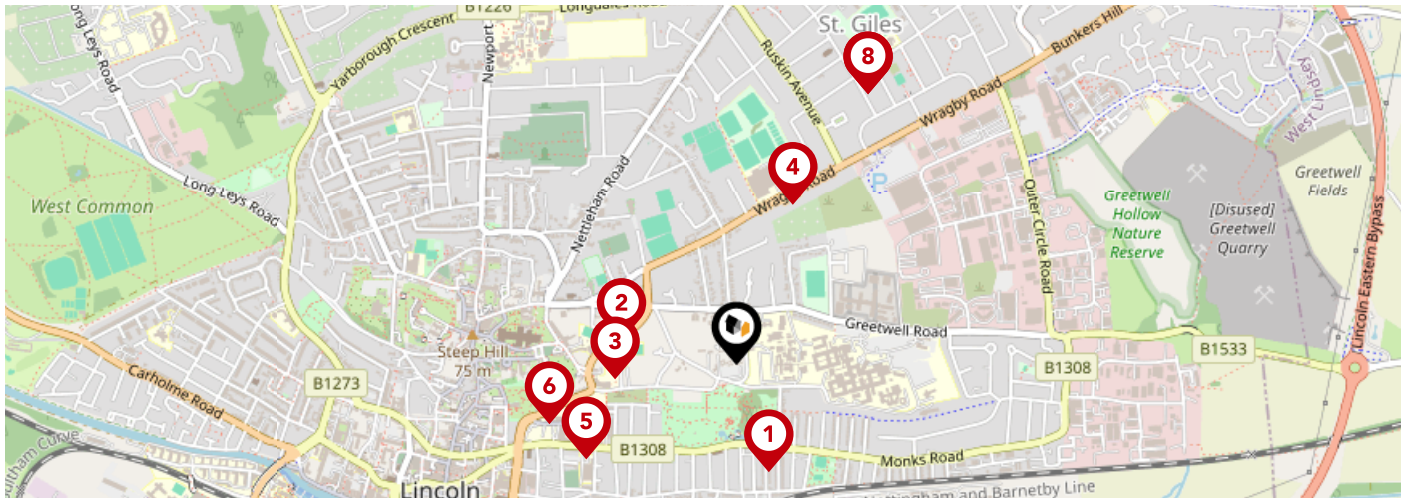 B1226
Longdales Road
Long Leys Road
Yarborough Crescent
Newport
St. Giles
8
Ruskin Avenue
Bunkers Hill
Wragby Road
West Lindsey
4
Wragby Road
Long Leys Road
West Common
Nettleham Road
P
Outer Circle Road
Greetwell
Hollow
Nature
Reserve
[Disused]
Greetwell
Quarry
Greetwell
Fields
Lincoln Eastern Bypass
2
3
Greetwell Road
Steep Hill
75 m
B1533
B1308
B1273
Carholme Road
6
5
1
B1308
Monks Road
Curve
Lincoln
Nottingham and Barnetby Line